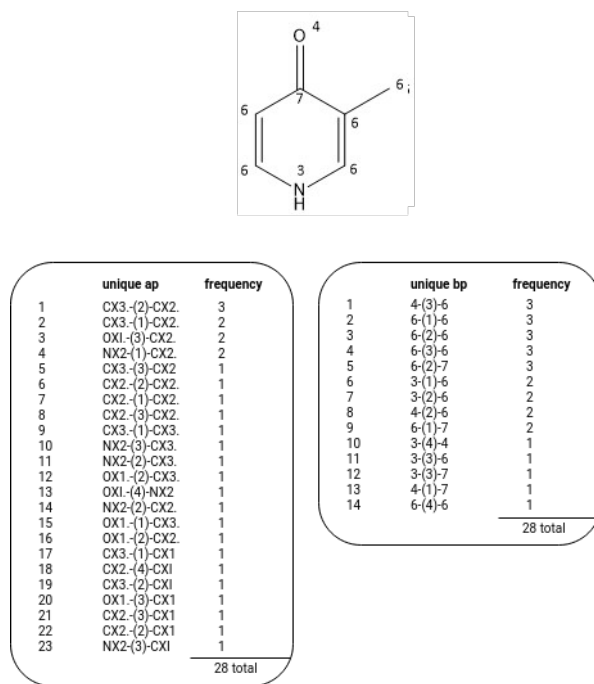 O 4
7
6 6 6 ;
6 3 6
N
H
unique ap frequency
1 CX3.-(2)-CX2. 3
2 CX3.-(1)-CX2. 2
3 OXI.-(3)-CX2. 2
4 NX2-(1)-CX2. 2
5 CX3.-(3)-CX2 1
6 CX2.-(2)-CX2. 1
7 CX2.-(1)-CX2. 1
8 CX2.-(3)-CX2. 1
9 CX3.-(1)-CX3. 1
10 NX2-(3)-CX3. 1
11 NX2-(2)-CX3. 1
12 OX1.-(2)-CX3. 1
13 OXI.-(4)-NX2 1
14 NX2-(2)-CX2. 1
15 OX1.-(1)-CX3. 1
16 OX1.-(2)-CX2. 1
17 CX3.-(1)-CX1 1
18 CX2.-(4)-CXI 1
19 CX3.-(2)-CXI 1
20 OX1.-(3)-CX1 1
21 CX2.-(3)-CX1 1
22 CX2.-(2)-CX1 1
23 NX2-(3)-CXI 1
28 total
unique bp frequency
1 4-(3)-6 3
2 6-(1)-6 3
3 6-(2)-6 3
4 6-(3)-6 3
5 6-(2)-7 3
6 3-(1)-6 2
7 3-(2)-6 2
8 4-(2)-6 2
9 6-(1)-7 2
10 3-(4)-4 1
11 3-(3)-6 1
12 3-(3)-7 1
13 4-(1)-7 1
14 6-(4)-6 1
28 total